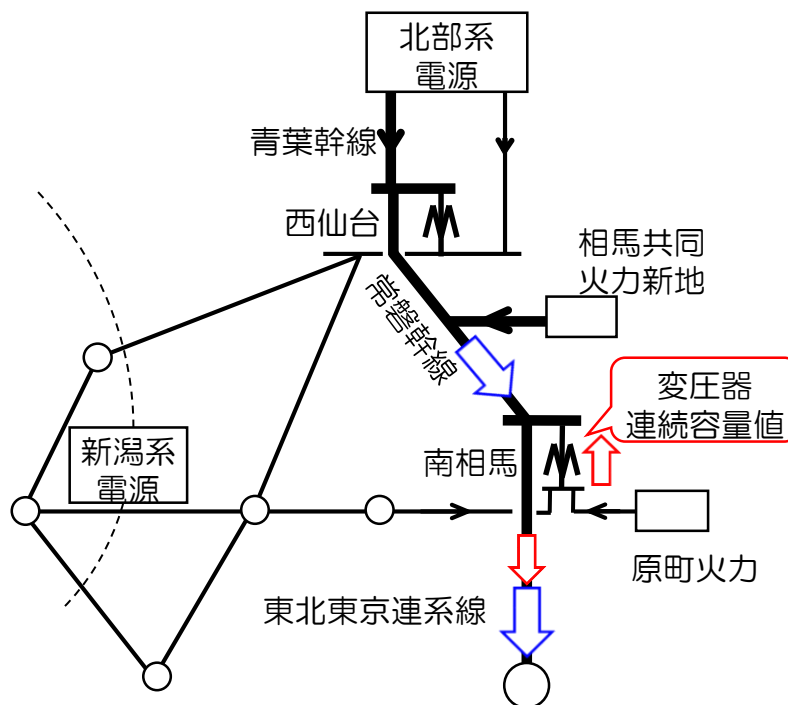 北部系
電源
青葉幹線
西仙台
相馬共同
火力新地
常磐幹線
変圧器
連続容量値
南相馬
新潟系
電源
原町火力
東北東京連系線